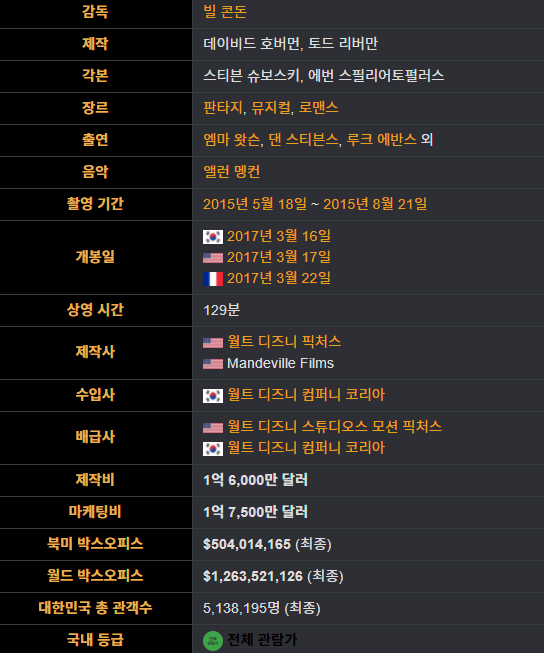 감독 빌 콘돈
제작 데이비드 호버먼, 토드 리버만
각본 스티븐 슈보스키, 에번 스필리어토펄러스
장르 판타지, 뮤지컬, 로맨스
출연 엠마 왓슨, 댄 스티븐스, 루크 에반스 외
음악 앨런 멩컨
촬영 기간 2015년 5월 18일 ~ 2015년 8월 21일
개봉일 2017년 3월 16일
2017년 3월 17일
2017년 3월 22일
상영 시간 129분
제작사 월트 디즈니 픽처스
Mandeville Films
수입사 월트 디즈니 컴퍼니 코리아
배급사 월트 디즈니 스튜디오스 모션 픽처스
월트 디즈니 컴퍼니 코리아
제작비 1억 6,000만 달러
마케팅비 1억 7,500만 달러
북미 박스오피스 $504,014,165 (최종)
월드 박스오피스 $1,263,521,126 (최종)
대한민국 총 관객수 5,138,195명 (최종)
국내 등급 전체 관람가